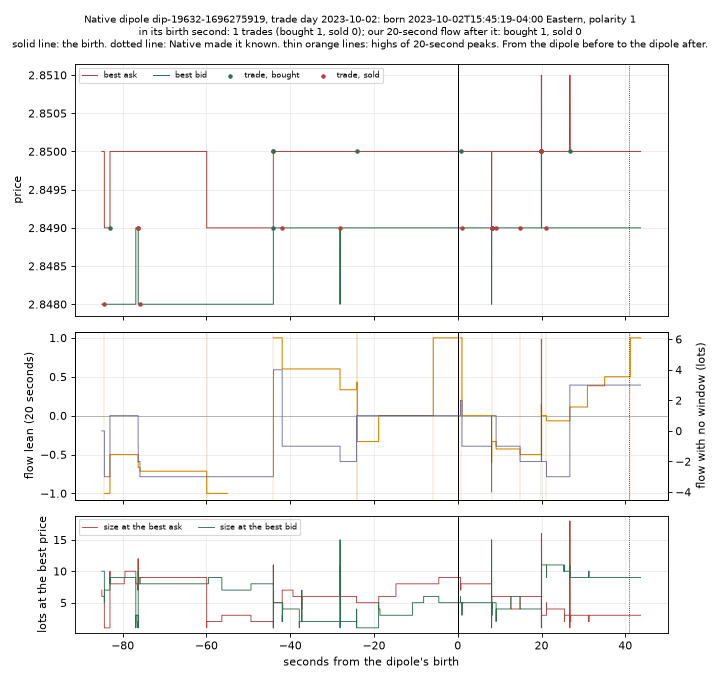 Native dipole dip-19632-1696275919, trade day 2023-10-02: born 2023-10-02T15:45:19-04:00 Eastern, polarity 1
in its birth second: 1 trades (bought 1, sold 0); our 20-second flow after it: bought 1, sold 0
solid line: the birth. dotted line: Native made it known. thin orange lines: highs of 20-second peaks. From the dipole before to the dipole after.
best ask
best bid
trade, bought
trade, sold
2.8510
2.8505
2.8500
2.8495
2.8490
2.8485
2.8480
price
1.0
0.5
0.0
−0.5
−1.0
flow lean (20 seconds)
6
4
2
0
−2
−4
flow with no window (lots)
size at the best ask
size at the best bid
15
10
5
lots at the best price
−80
−60
−40
−20
0
20
40
seconds from the dipole's birth